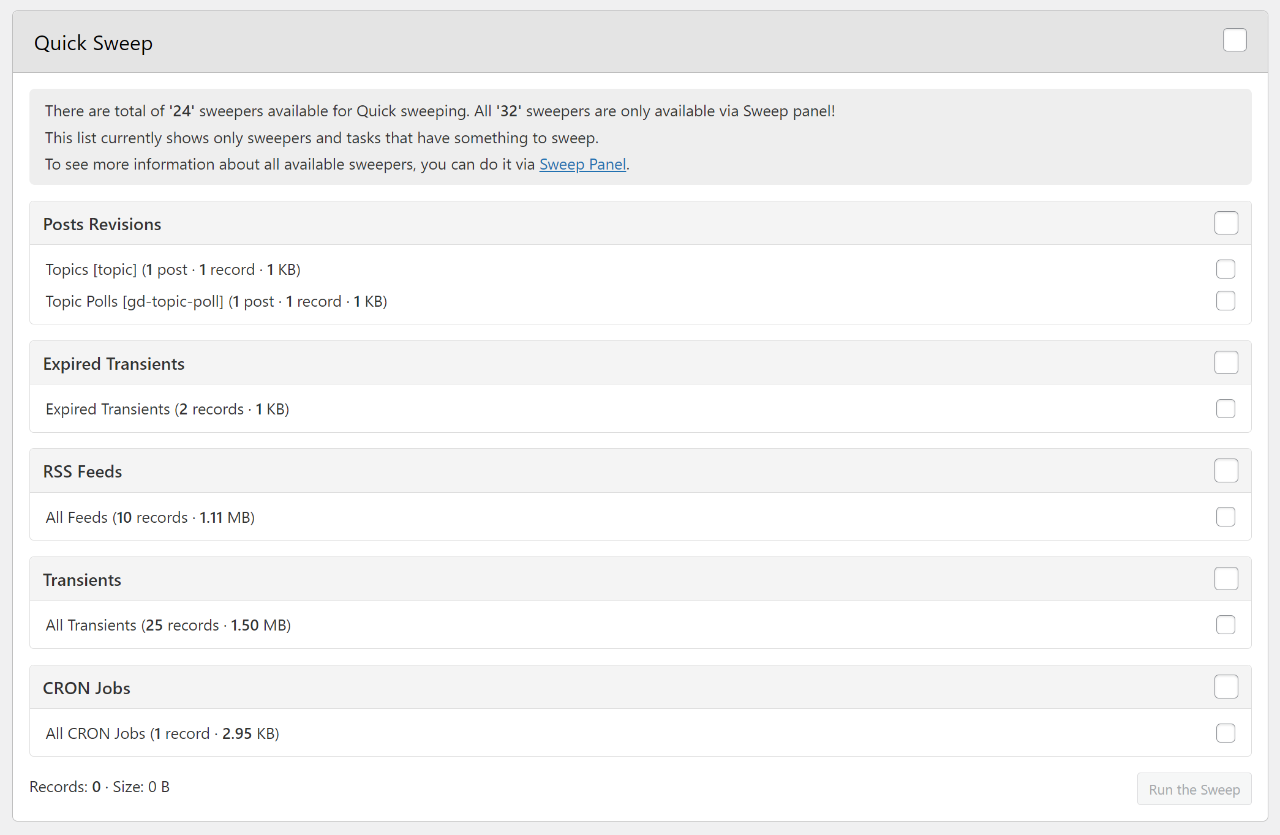 Quick Sweep
There are total of '24' sweepers available for Quick sweeping. All '32' sweepers are only available via Sweep panel!
This list currently shows only sweepers and tasks that have something to sweep.
To see more information about all available sweepers, you can do it via Sweep Panel.
Posts Revisions
Topics [topic] (1 post · 1 record · 1 KB)
Topic Polls [gd-topic-poll] (1 post · 1 record · 1 KB)
Expired Transients
Expired Transients (2 records · 1 KB)
RSS Feeds
All Feeds (10 records · 1.11 MB)
Transients
All Transients (25 records · 1.50 MB)
CRON Jobs
All CRON Jobs (1 record · 2.95 KB)
Records: 0 · Size: 0 B
Run the Sweep